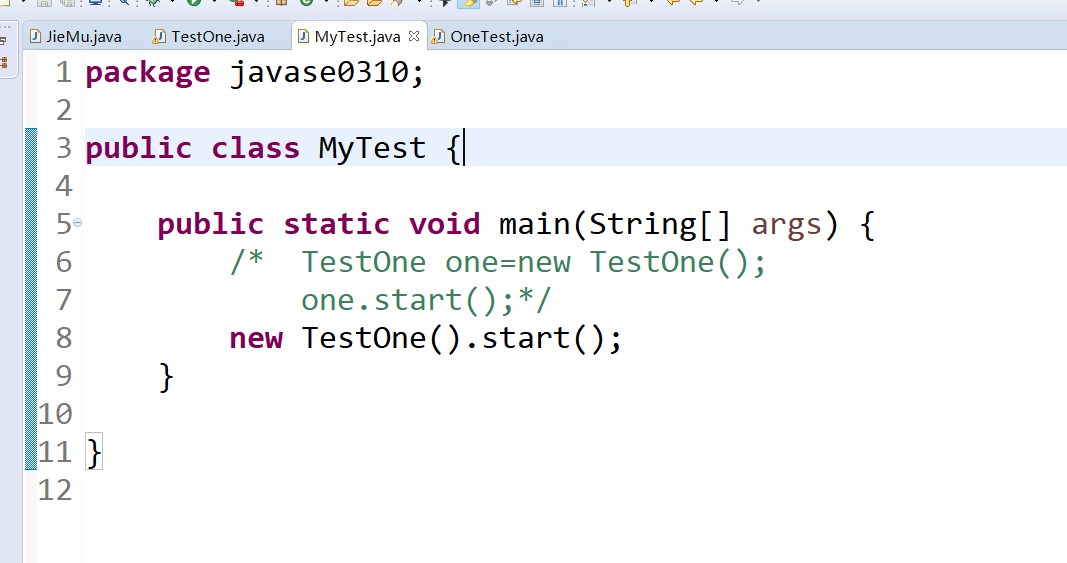 JieMu.java TestOne.java MyTest.java OneTest.java
1 package javase0310;
2
3 public class MyTest {
4
5 public static void main(String[] args) {
6 /* TestOne one=new TestOne();
7 one.start();*/
8 new TestOne().start();
9 }
10
11 }
12